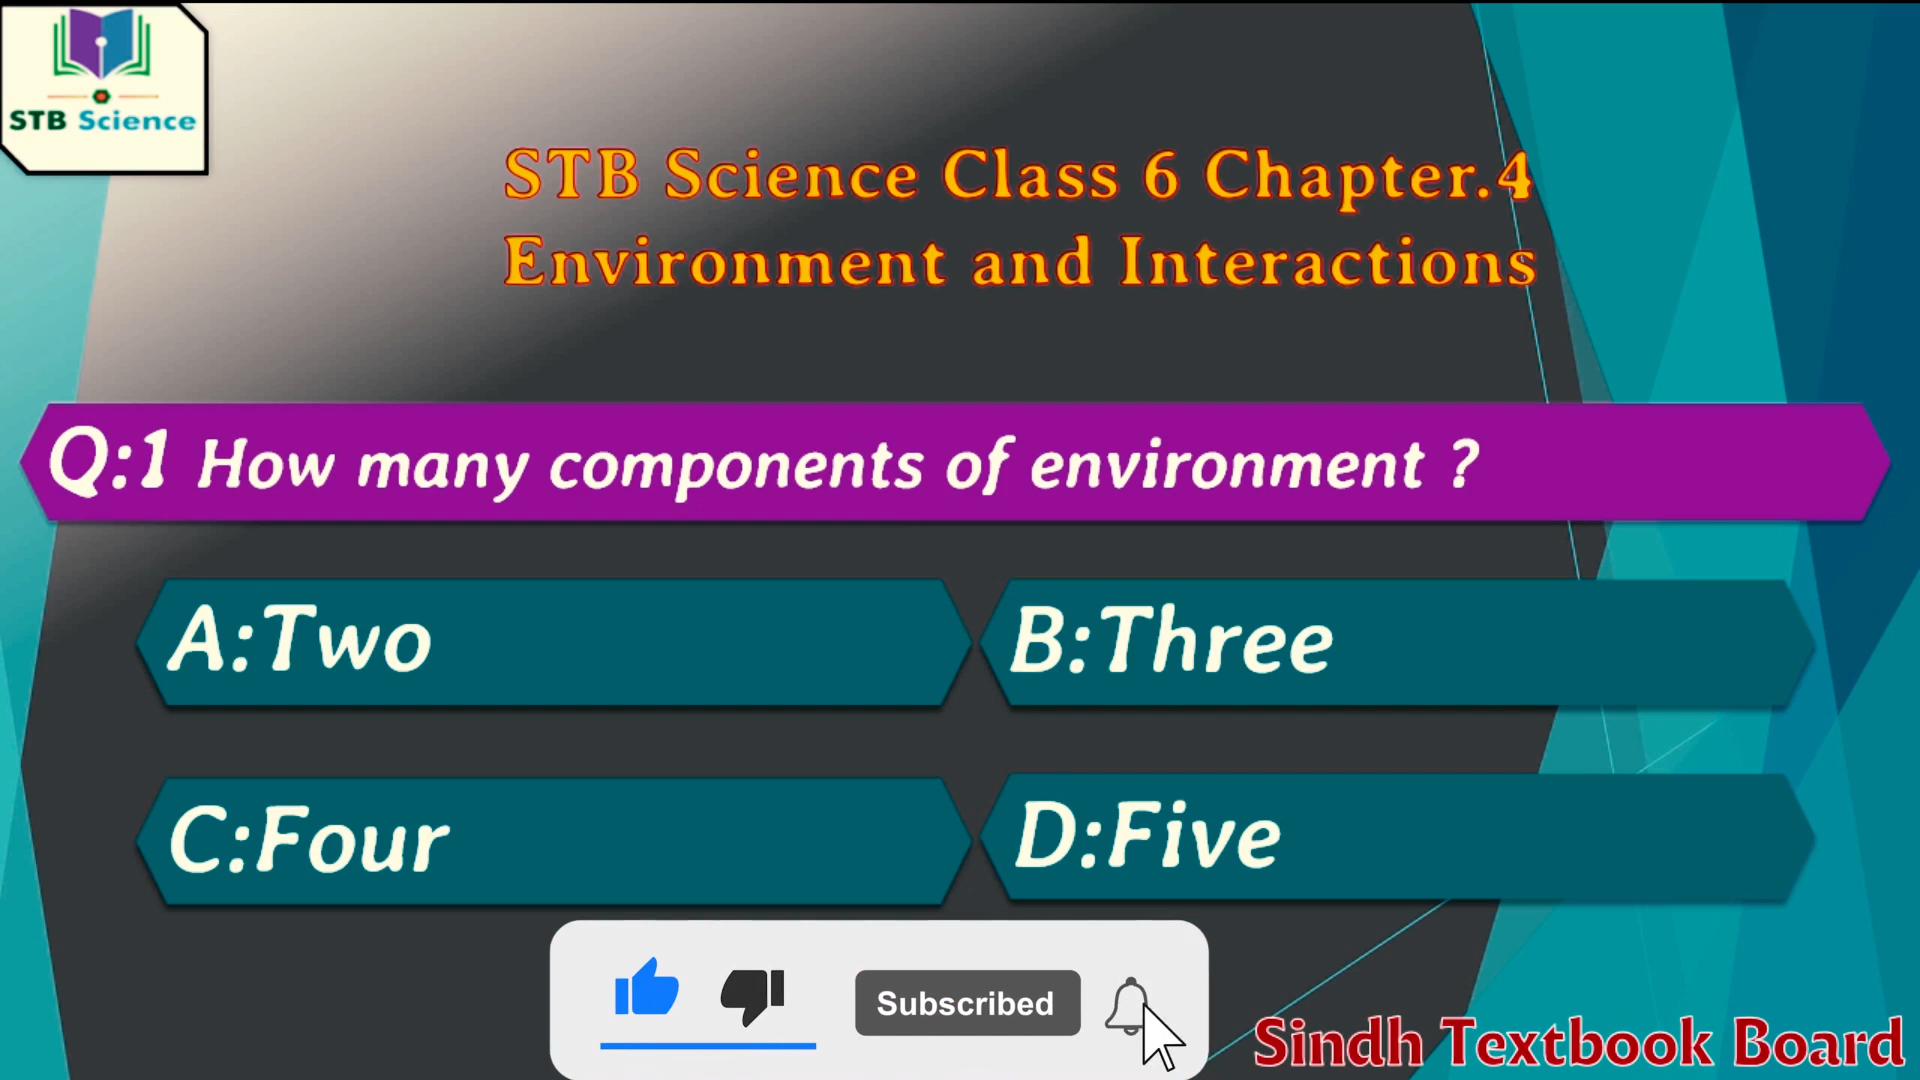 STB Science
STB Science Class 6 Chapter.4
Environment and Interactions
Q:1 How many components of environment ?
A:Two
B:Three
C:Four
D:Five
Subscribed
Sindh Textbook Board